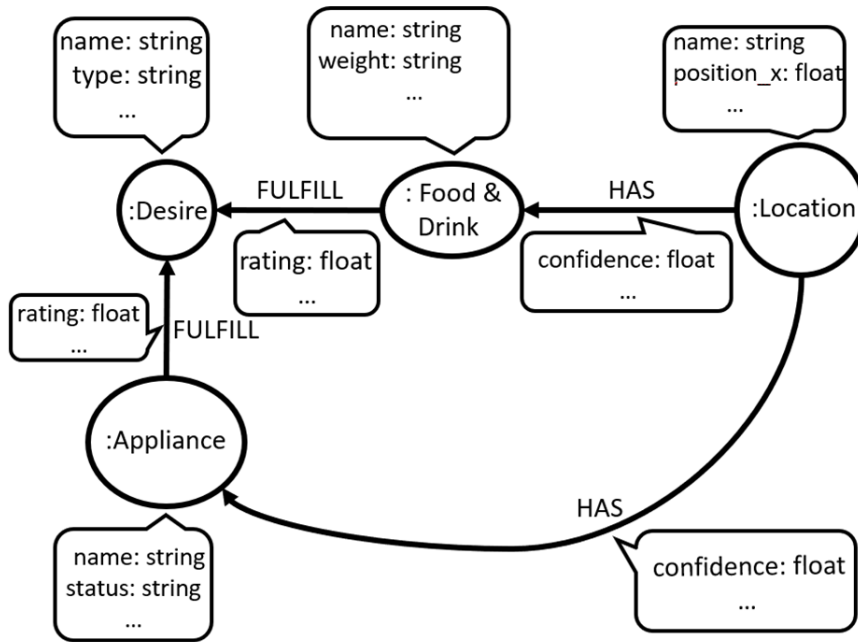 name: string
type: string
...
name: string
weight: string
...
name: string
position_x: float
...
:Desire
FULFILL
: Food &
Drink
HAS
:Location
rating: float
...
confidence: float
...
rating: float
...
FULFILL
:Appliance
HAS
name: string
status: string
...
confidence: float
...